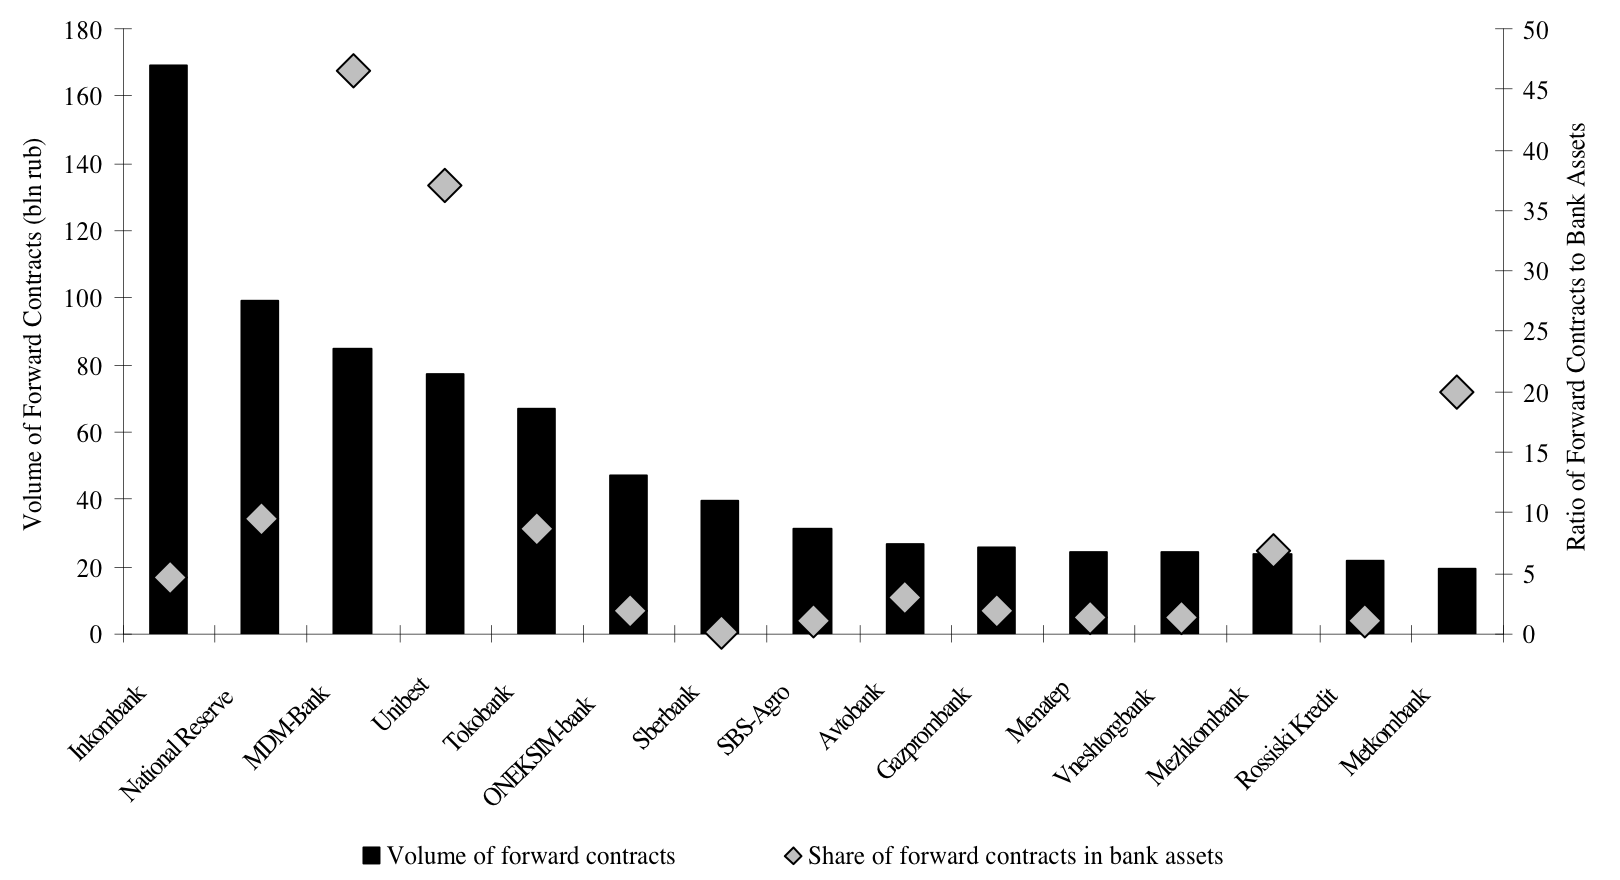 Volume of Forward Contracts (bln rub)
180
160
140
120
100
80
60
40
20
0
50
45
40
35
30
25
20
15
10
5
0
Ratio of Forward Contracts to Bank Assets
Inkombank
National Reserve
MDM-Bank
Unibest
Tokobank
ONEKSIM-bank
Sberbank
SBS-Agro
Avtobank
Gazprombank
Menatep
Vneshtorgbank
Mezhkombank
Rossiski Kredit
Metkombank
Volume of forward contracts
Share of forward contracts in bank assets